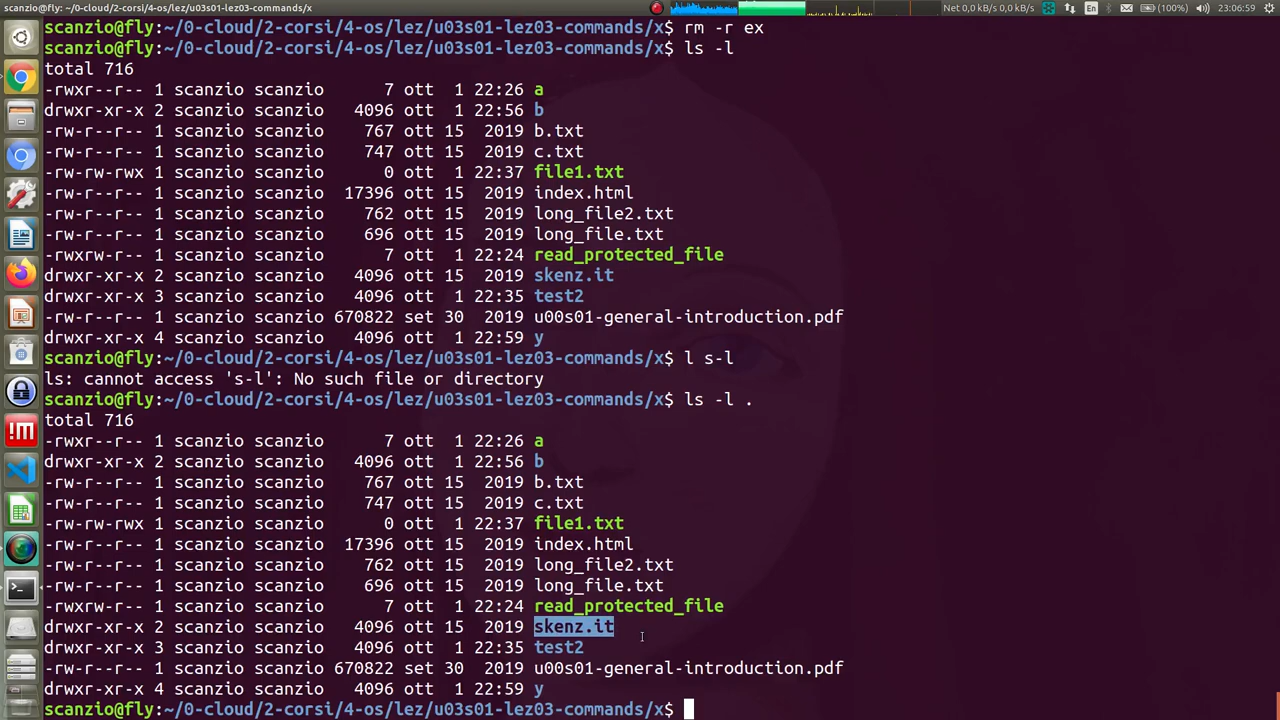 scanzio@fly: ~/0-cloud/2-corsi/4-os/lez/u03s01-lez03-commands/x
En (100%) Net 0,0 kB/s 0,0 kB/s 23:06:59
scanzio@fly:~/0-cloud/2-corsi/4-os/lez/u03s01-lez03-commands/x$ rm -r ex
scanzio@fly:~/0-cloud/2-corsi/4-os/lez/u03s01-lez03-commands/x$ ls -l
total 716
-rwxr--r-- 1 scanzio scanzio      7 ott  1 22:26 a
drwxr-xr-x 2 scanzio scanzio   4096 ott  1 22:56 b
-rw-r--r-- 1 scanzio scanzio    767 ott 15  2019 b.txt
-rw-r--r-- 1 scanzio scanzio    747 ott 15  2019 c.txt
-rw-rw-rwx 1 scanzio scanzio      0 ott  1 22:37 file1.txt
-rw-r--r-- 1 scanzio scanzio  17396 ott 15  2019 index.html
-rw-r--r-- 1 scanzio scanzio    762 ott 15  2019 long_file2.txt
-rw-r--r-- 1 scanzio scanzio    696 ott 15  2019 long_file.txt
-rwxrw-r-- 1 scanzio scanzio      7 ott  1 22:24 read_protected_file
drwxr-xr-x 2 scanzio scanzio   4096 ott 15  2019 skenz.it
drwxr-xr-x 3 scanzio scanzio   4096 ott  1 22:35 test2
-rw-r--r-- 1 scanzio scanzio 670822 set 30  2019 u00s01-general-introduction.pdf
drwxr-xr-x 4 scanzio scanzio   4096 ott  1 22:59 y
scanzio@fly:~/0-cloud/2-corsi/4-os/lez/u03s01-lez03-commands/x$ l s-l
ls: cannot access 's-l': No such file or directory
scanzio@fly:~/0-cloud/2-corsi/4-os/lez/u03s01-lez03-commands/x$ ls -l .
total 716
-rwxr--r-- 1 scanzio scanzio      7 ott  1 22:26 a
drwxr-xr-x 2 scanzio scanzio   4096 ott  1 22:56 b
-rw-r--r-- 1 scanzio scanzio    767 ott 15  2019 b.txt
-rw-r--r-- 1 scanzio scanzio    747 ott 15  2019 c.txt
-rw-rw-rwx 1 scanzio scanzio      0 ott  1 22:37 file1.txt
-rw-r--r-- 1 scanzio scanzio  17396 ott 15  2019 index.html
-rw-r--r-- 1 scanzio scanzio    762 ott 15  2019 long_file2.txt
-rw-r--r-- 1 scanzio scanzio    696 ott 15  2019 long_file.txt
-rwxrw-r-- 1 scanzio scanzio      7 ott  1 22:24 read_protected_file
drwxr-xr-x 2 scanzio scanzio   4096 ott 15  2019 skenz.it
drwxr-xr-x 3 scanzio scanzio   4096 ott  1 22:35 test2
-rw-r--r-- 1 scanzio scanzio 670822 set 30  2019 u00s01-general-introduction.pdf
drwxr-xr-x 4 scanzio scanzio   4096 ott  1 22:59 y
scanzio@fly:~/0-cloud/2-corsi/4-os/lez/u03s01-lez03-commands/x$